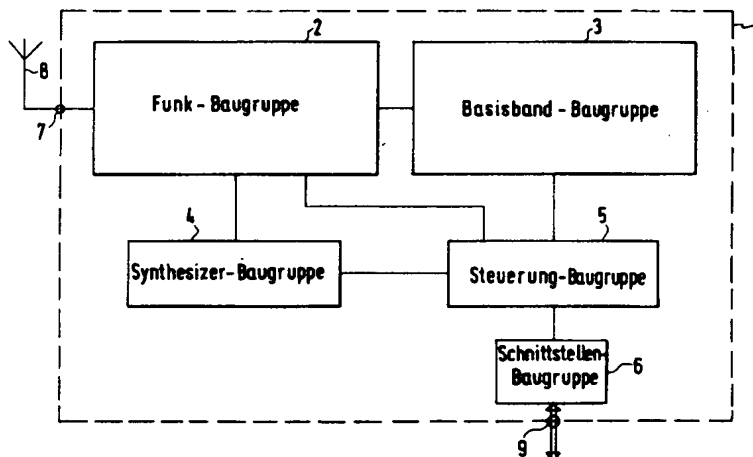 2
3
8
Funk-Baugruppe
Basisband-Baugruppe
7
4
5
Synthesizer-Baugruppe
Steuerung-Baugruppe
Schnittstellen-
Baugruppe
6
9